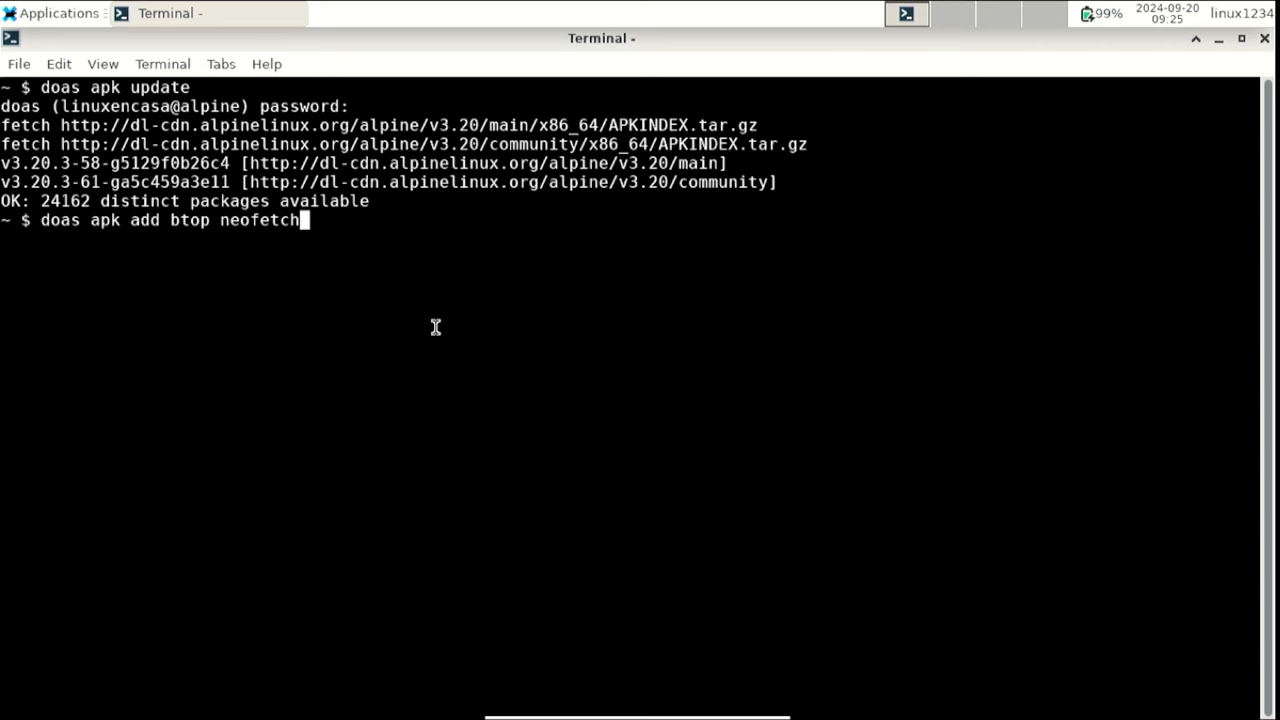 Applications
Terminal -
99%
2024-09-20
09:25
linux1234
Terminal -
File Edit View Terminal Tabs Help
~ $ doas apk update
doas (linuxencasa@alpine) password:
fetch http://dl-cdn.alpinelinux.org/alpine/v3.20/main/x86_64/APKINDEX.tar.gz
fetch http://dl-cdn.alpinelinux.org/alpine/v3.20/community/x86_64/APKINDEX.tar.gz
v3.20.3-58-g5129f0b26c4 [http://dl-cdn.alpinelinux.org/alpine/v3.20/main]
v3.20.3-61-ga5c459a3e11 [http://dl-cdn.alpinelinux.org/alpine/v3.20/community]
OK: 24162 distinct packages available
~ $ doas apk add btop neofetch